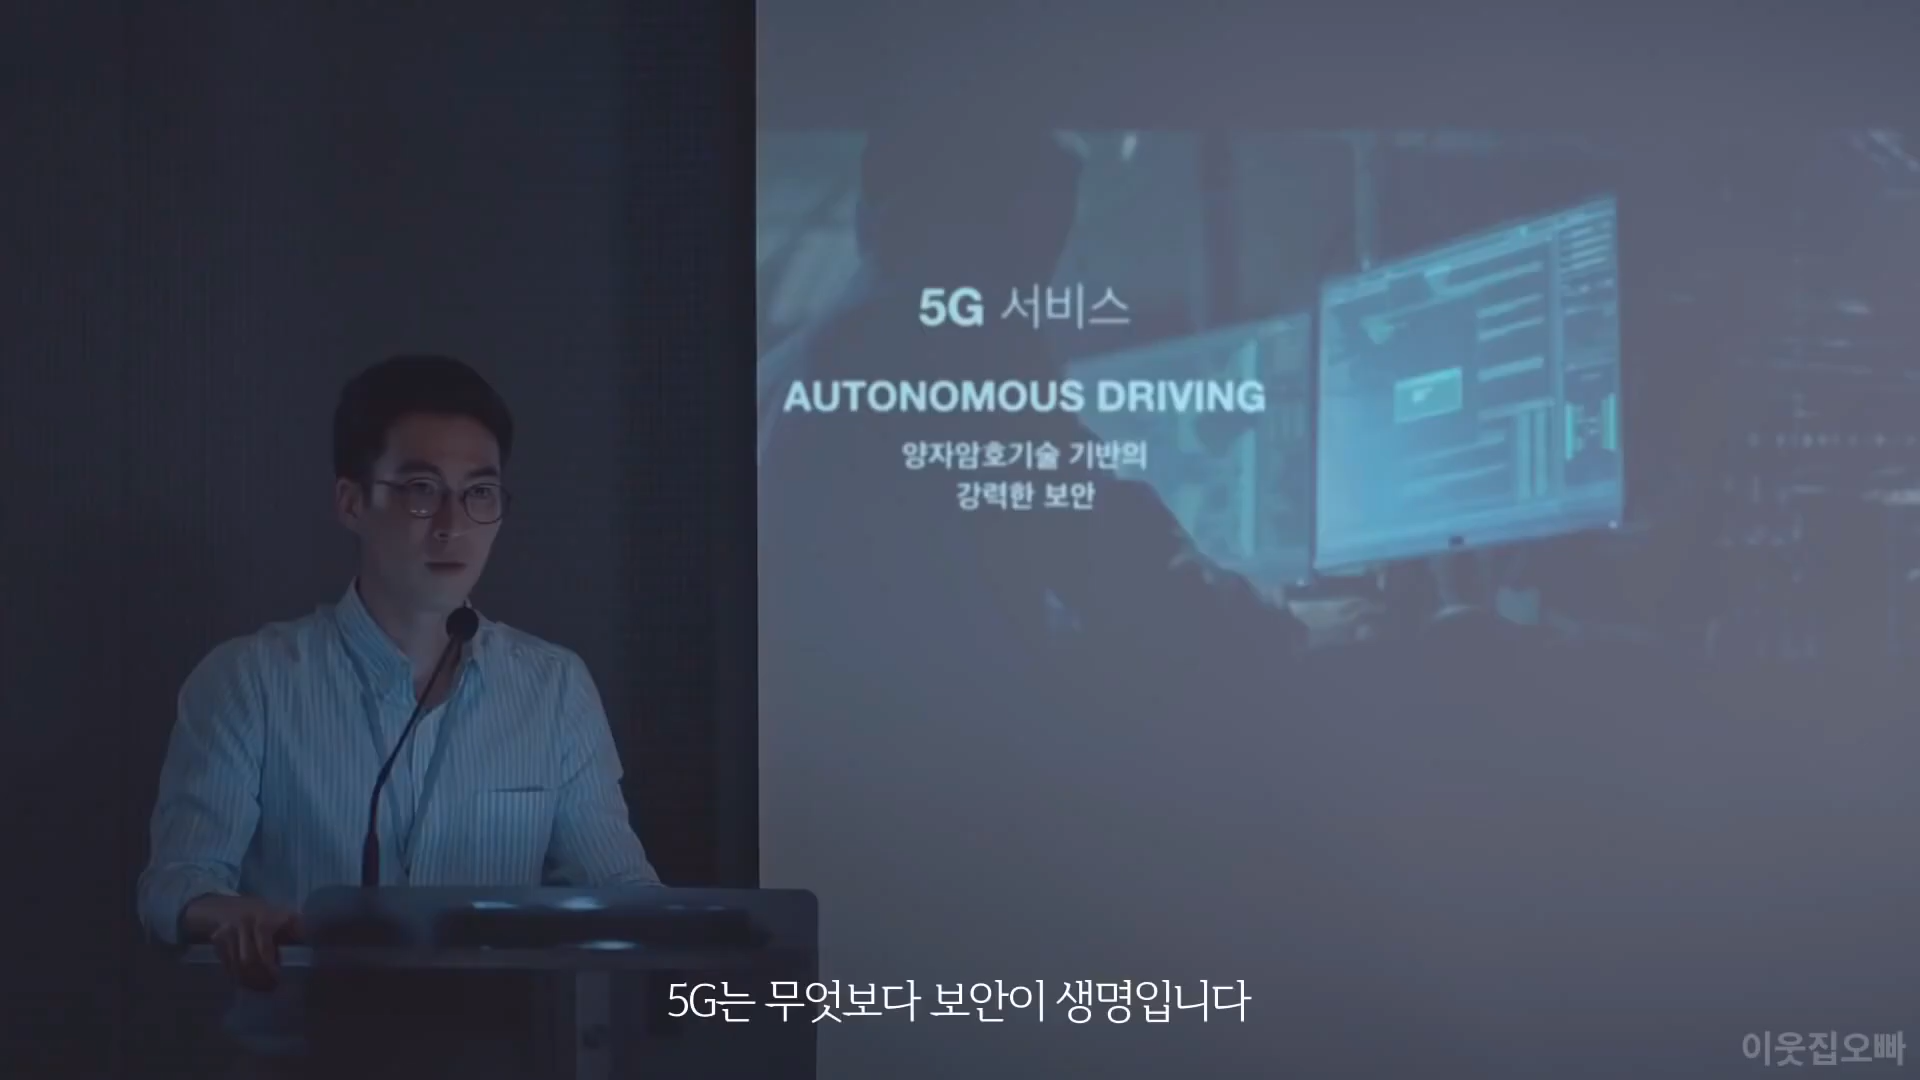 5G 서비스
AUTONOMOUS DRIVING
양자암호기술 기반의
강력한 보안
5G는 무엇보다 보안이 생명입니다
이웃집오빠